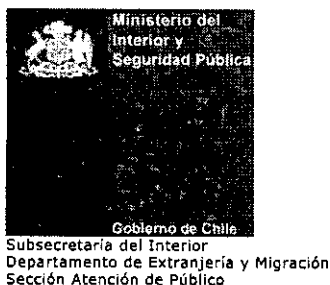 Ministerio del
Interior y
Seguridad Pública
Gobierno de Chile
Subsecretaría del Interior
Departamento de Extranjería y Migración
Sección Atención de Público